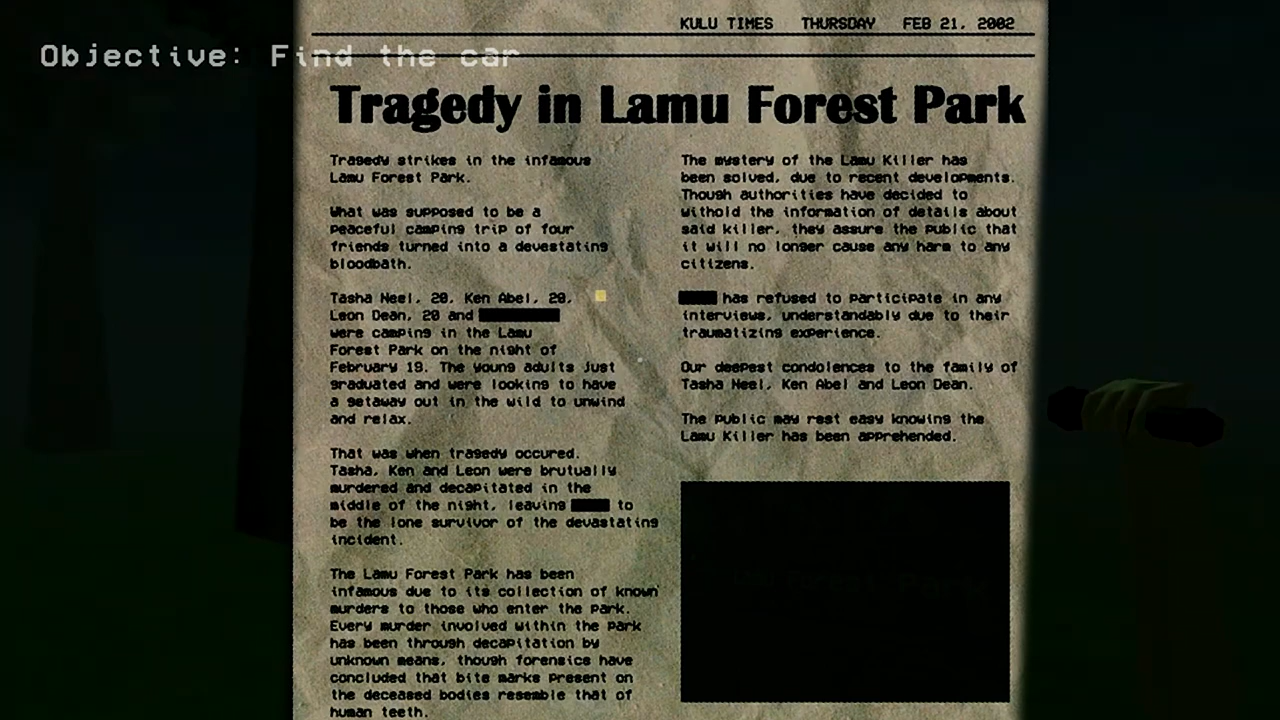 KULU TIMES THURSDAY FEB 21, 2002
Objective: Find the car
Tragedy in Lamu Forest Park
Tragedy strikes in the infamous
Lamu Forest Park.
What was supposed to be a
peaceful camping trip of four
friends turned into a devestating
bloodbath.
Tasha Neel, 20, Ken Abel, 20,
Leon Dean, 20 and
were camping in the Lamu
Forest Park on the night of
February 19. The young adults just
graduated and were looking to have
a getaway out in the wild to unwind
and relax.
That was when tragedy occured.
Tasha, Ken and Leon were brutually
murdered and decapitated in the
middle of the night, leaving to
be the lone survivor of the devastating
incident.
The Lamu Forest Park has been
infamous due to its collection of known
murders to those who enter the park.
Every murder involved within the park
has been through decapitation by
unknown means, though forensics have
concluded that bite marks present on
the deceased bodies resemble that of
human teeth.
The mystery of the Lamu Killer has
been solved, due to recent developments.
Though authorities have decided to
withold the information of details about
said killer, they assure the public that
it will no longer cause any harm to any
citizens.
has refused to participate in any
interviews, understandably due to their
traumatizing experience.
Our deepest condolences to the family of
Tasha Neel, Ken Abel and Leon Dean.
The public may rest easy knowing the
Lamu Killer has been apprehended.
Forest Park